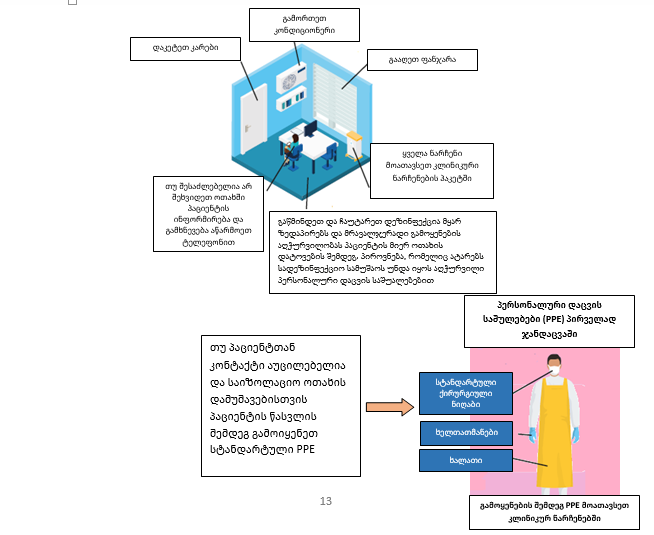 გამორთეთ
კონდიციონერი
დაკეტეთ კარები
გააღეთ ფანჯარა
ყველა ნარჩენი
მოათავსეთ კლინიკური
ნარჩენების პაკეტში
თუ შესაძლებელია არ
შეხვიდეთ ოთახში
პაციენტის
ინფორმირება და
გამხნევება აწარმოეთ
ტელეფონით
გაწმინდეთ და ჩაუტარეთ დეზინფექცია მყარ
ზედაპირებს და მრავალჯერადი გამოყენების
აღჭურვილობას პაციენტის მიერ ოთახის
დატოვების შემდეგ, პიროვნება, რომელიც ატარებს
სადეზინფექციო სამუშაოს უნდა იყოს აღჭურვილი
პერსონალური დაცვის საშუალებებით
პერსონალური დაცვის
საშულებები (PPE) პირველად
ჯანდაცვაში
თუ პაციენტთან
კონტაქტი აუცილებელია
და საიზოლაციო ოთახის
დამუშავებისთვის
პაციენტის წასვლის
შემდეგ გამოიყენეთ
სტანდარტული PPE
სტანდარტული
ქირურგიული
ნიღაბი
ხელთათმანები
ხალათი
გამოყენების შემდეგ PPE მოათავსეთ
კლინიკურ ნარჩენებში
13